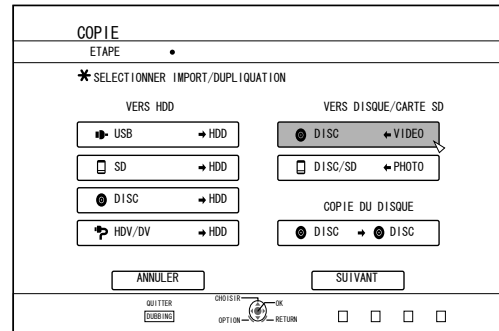 COPIE
ETAPE
SELECTIONNER IMPORT/DUPLIQUATION
VERS HDD
USB → HDD
SD → HDD
DISC → HDD
HDV/DV → HDD
VERS DISQUE/CARTE SD
DISC ← VIDEO
DISC/SD ← PHOTO
COPIE DU DISQUE
DISC → DISC
ANNULER
SUIVANT
QUITTER
DUBBING
CHOISIR
OK
OPTION
RETURN